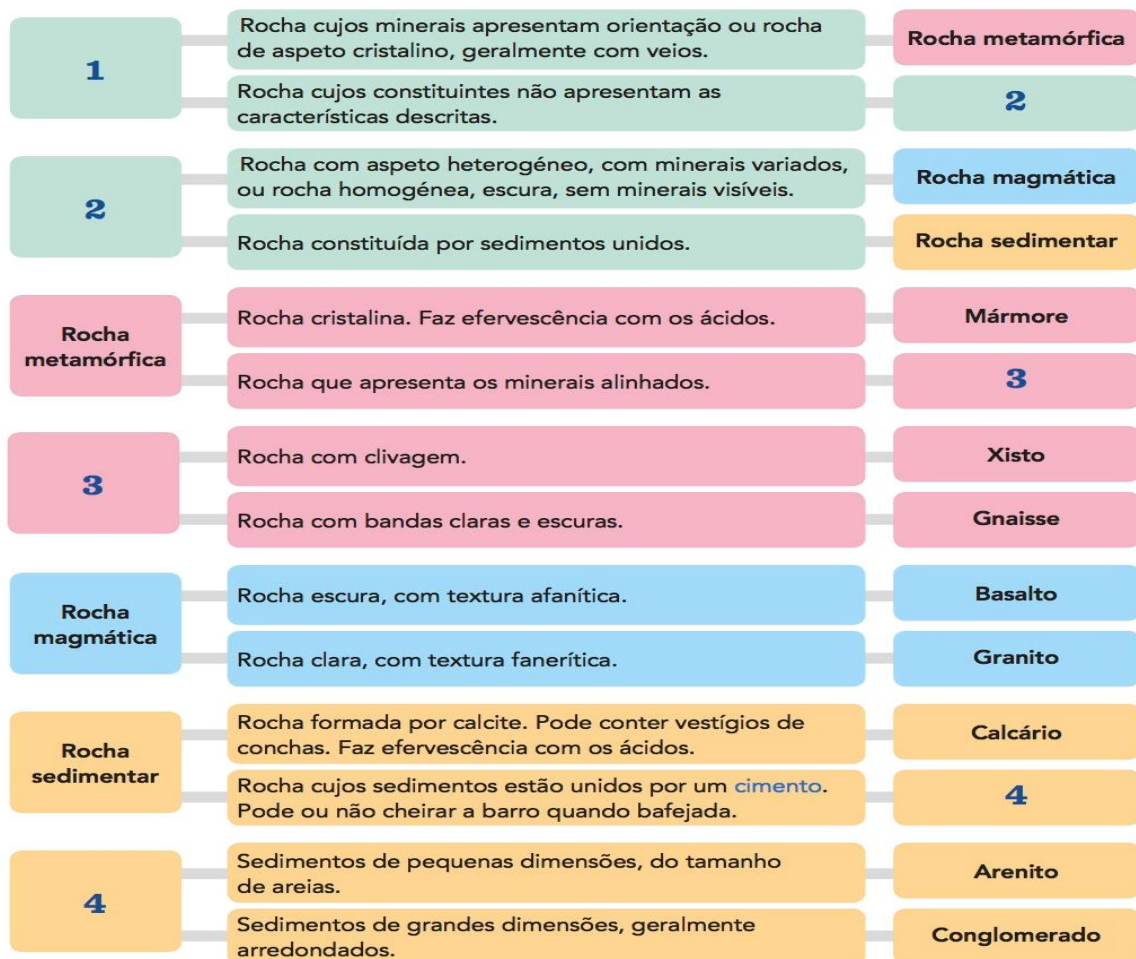 1
Rocha cujos minerais apresentam orientação ou rocha
de aspeto cristalino, geralmente com veios.
Rocha metamórfica
Rocha cujos constituintes não apresentam as
características descritas.
2
2
Rocha com aspeto heterogéneo, com minerais variados,
ou rocha homogénea, escura, sem minerais visíveis.
Rocha magmática
Rocha constituída por sedimentos unidos.
Rocha sedimentar
Rocha
metamórfica
Rocha cristalina. Faz efervescência com os ácidos.
Mármore
Rocha que apresenta os minerais alinhados.
3
3
Rocha com clivagem.
Xisto
Rocha com bandas claras e escuras.
Gnaisse
Rocha
magmática
Rocha escura, com textura afanítica.
Basalto
Rocha clara, com textura fanerítica.
Granito
Rocha
sedimentar
Rocha formada por calcite. Pode conter vestígios de
conchas. Faz efervescência com os ácidos.
Calcário
Rocha cujos sedimentos estão unidos por um cimento.
Pode ou não cheirar a barro quando bafejada.
4
4
Sedimentos de pequenas dimensões, do tamanho
de areias.
Arenito
Sedimentos de grandes dimensões, geralmente
arredondados.
Conglomerado